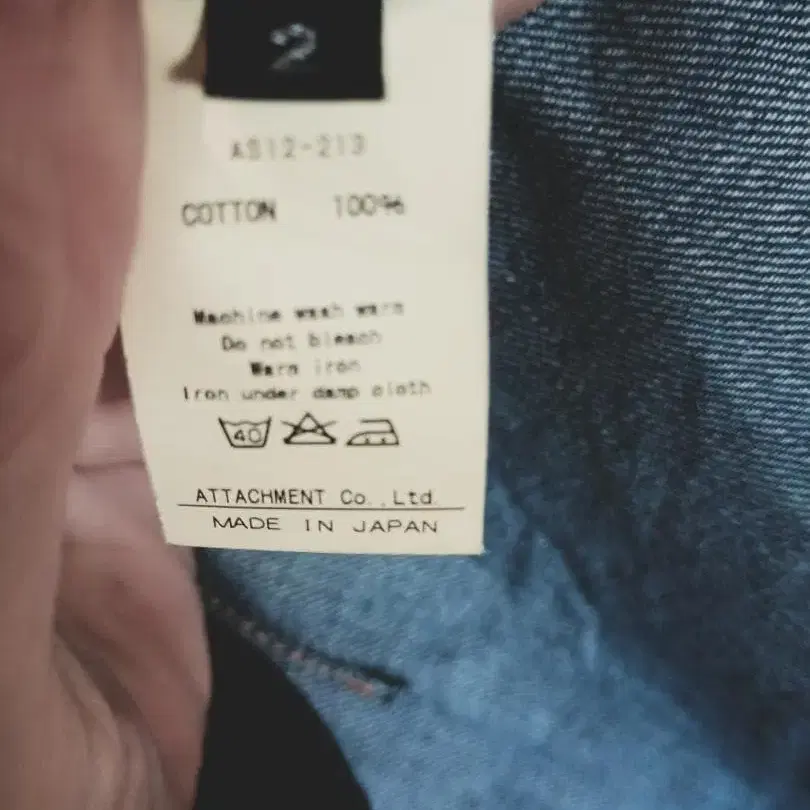 2
AS12-213
COTTON 100%
Machine wash warm
Do not bleach
Warm iron
Iron under damp cloth
40
ATTACHMENT Co.,Ltd.
MADE IN JAPAN